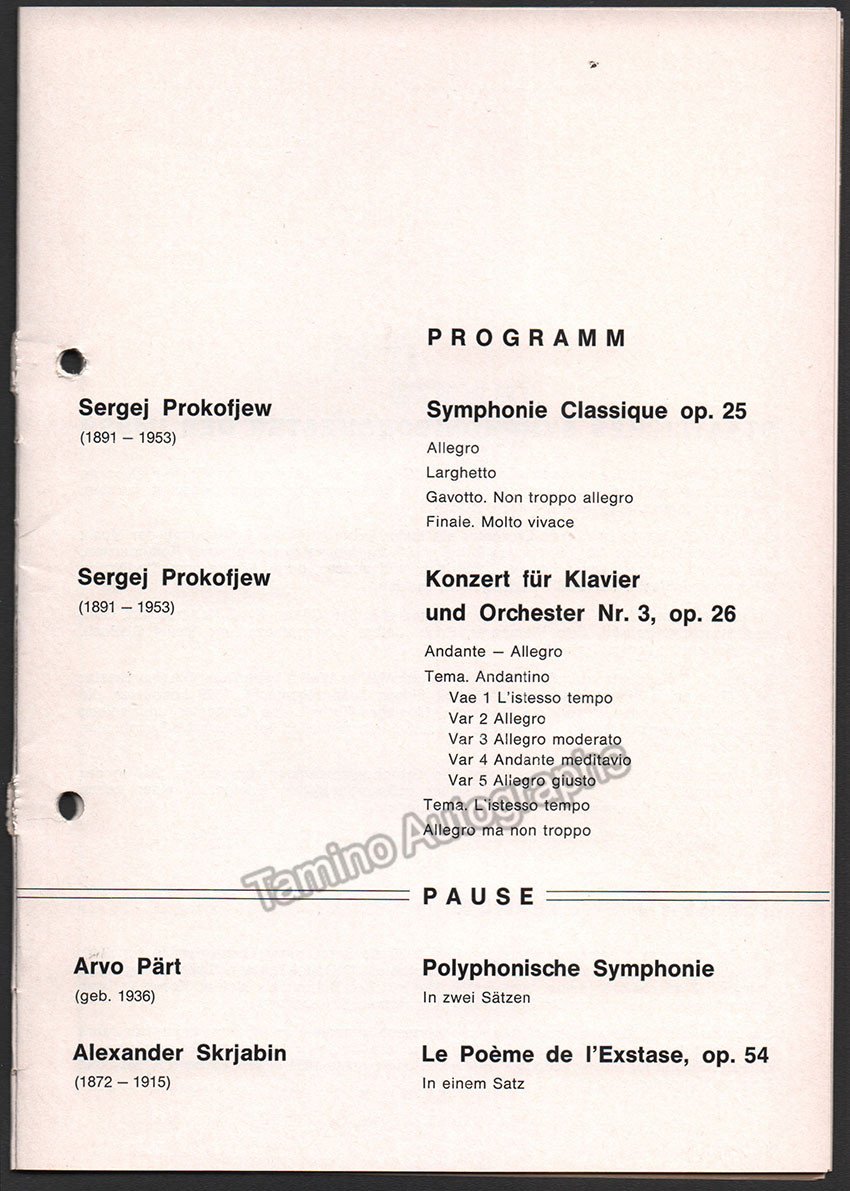 PROGRAMM
Sergej Prokofjew
(1891 – 1953)
Symphonie Classique op. 25
Allegro
Larghetto
Gavotto. Non troppo allegro
Finale. Molto vivace
Sergej Prokofjew
(1891 – 1953)
Konzert für Klavier
und Orchester Nr. 3, op. 26
Andante – Allegro
Tema. Andantino
Vae 1 L'istesso tempo
Var 2 Allegro
Var 3 Allegro moderato
Var 4 Andante meditavio
Var 5 Allegro giusto
Tema. L'istesso tempo
Allegro ma non troppo
Tamino Autographs
PAUSE
Arvo Pärt
(geb. 1936)
Polyphonische Symphonie
In zwei Sätzen
Alexander Skrjabin
(1872 – 1915)
Le Poème de l'Exstase, op. 54
In einem Satz